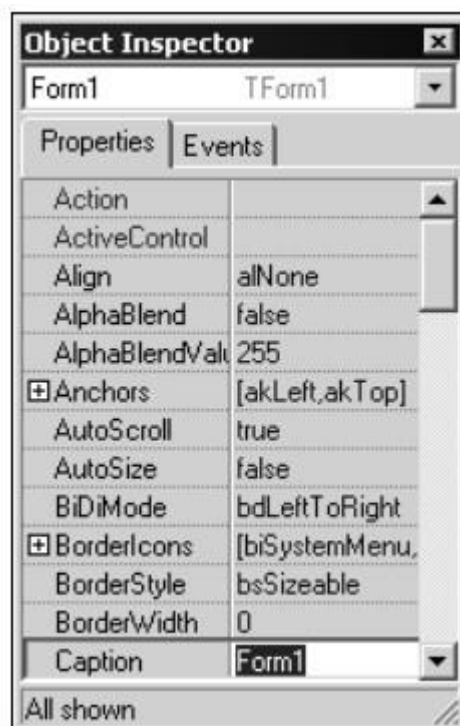 Object Inspector
Form1 TForm1
Properties Events
Action
ActiveControl
Align alNone
AlphaBlend false
AlphaBlendValu 255
Anchors [akLeft,akTop]
AutoScroll true
AutoSize false
BiDiMode bdLeftToRight
BorderIcons [biSystemMenu,
BorderStyle bsSizeable
BorderWidth 0
Caption Form1
All shown